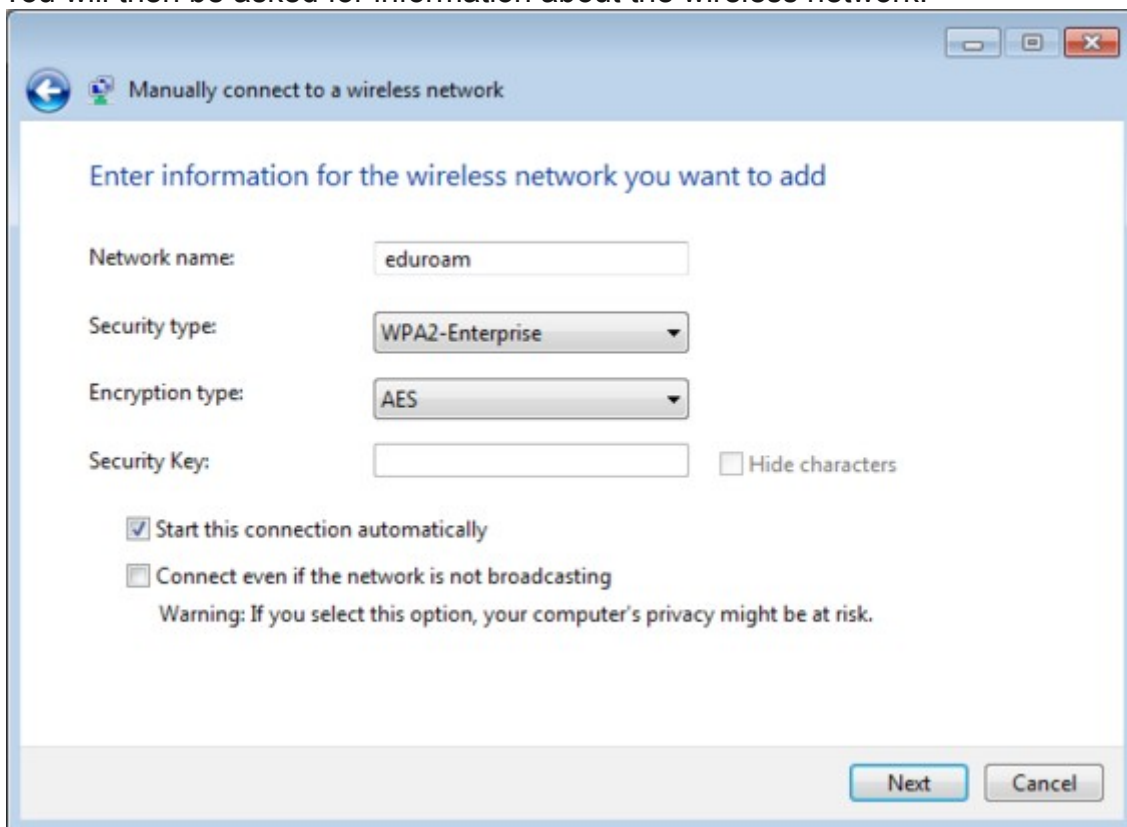 You will then be asked for information about the wireless network.
Manually connect to a wireless network
Enter information for the wireless network you want to add
Network name: eduroam
Security type: WPA2-Enterprise
Encryption type: AES
Security Key: Hide characters
Start this connection automatically
Connect even if the network is not broadcasting
Warning: If you select this option, your computer's privacy might be at risk.
Next Cancel